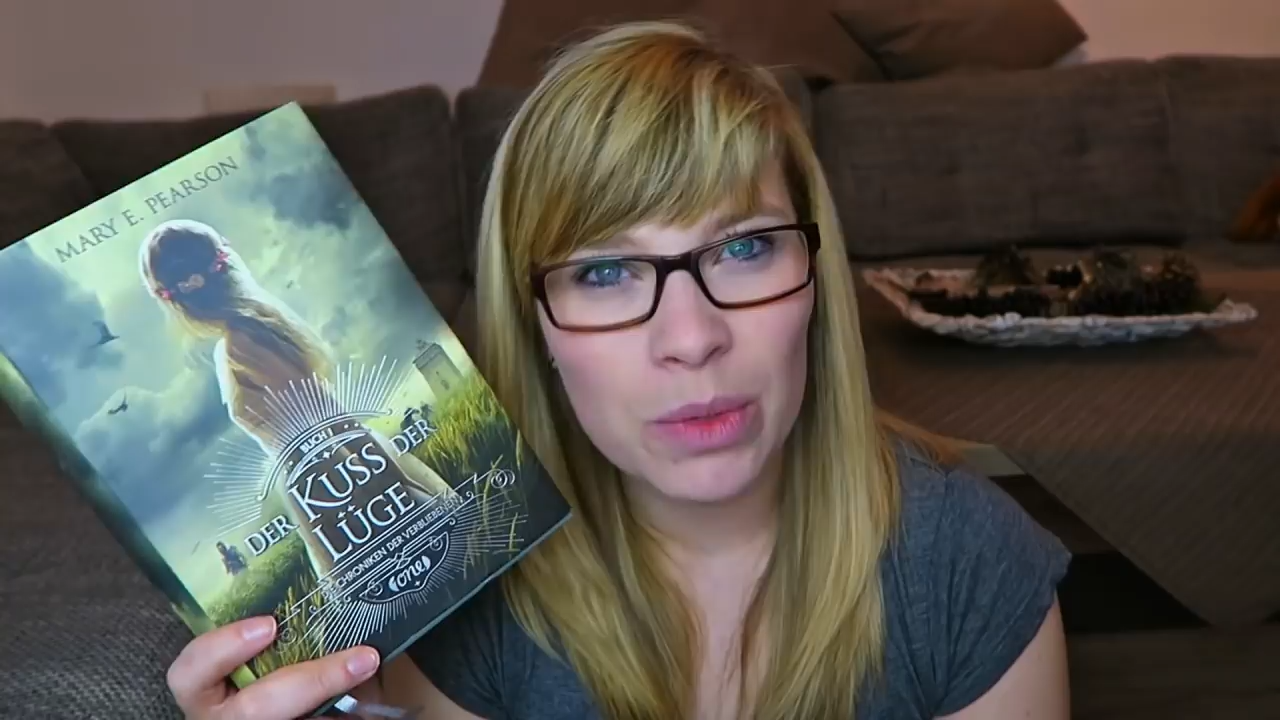 MARY E. PEARSON
BUCH 1
DER KUSS DER
LÜGE
DIE CHRONIKEN DER VERBLIEBENEN
one